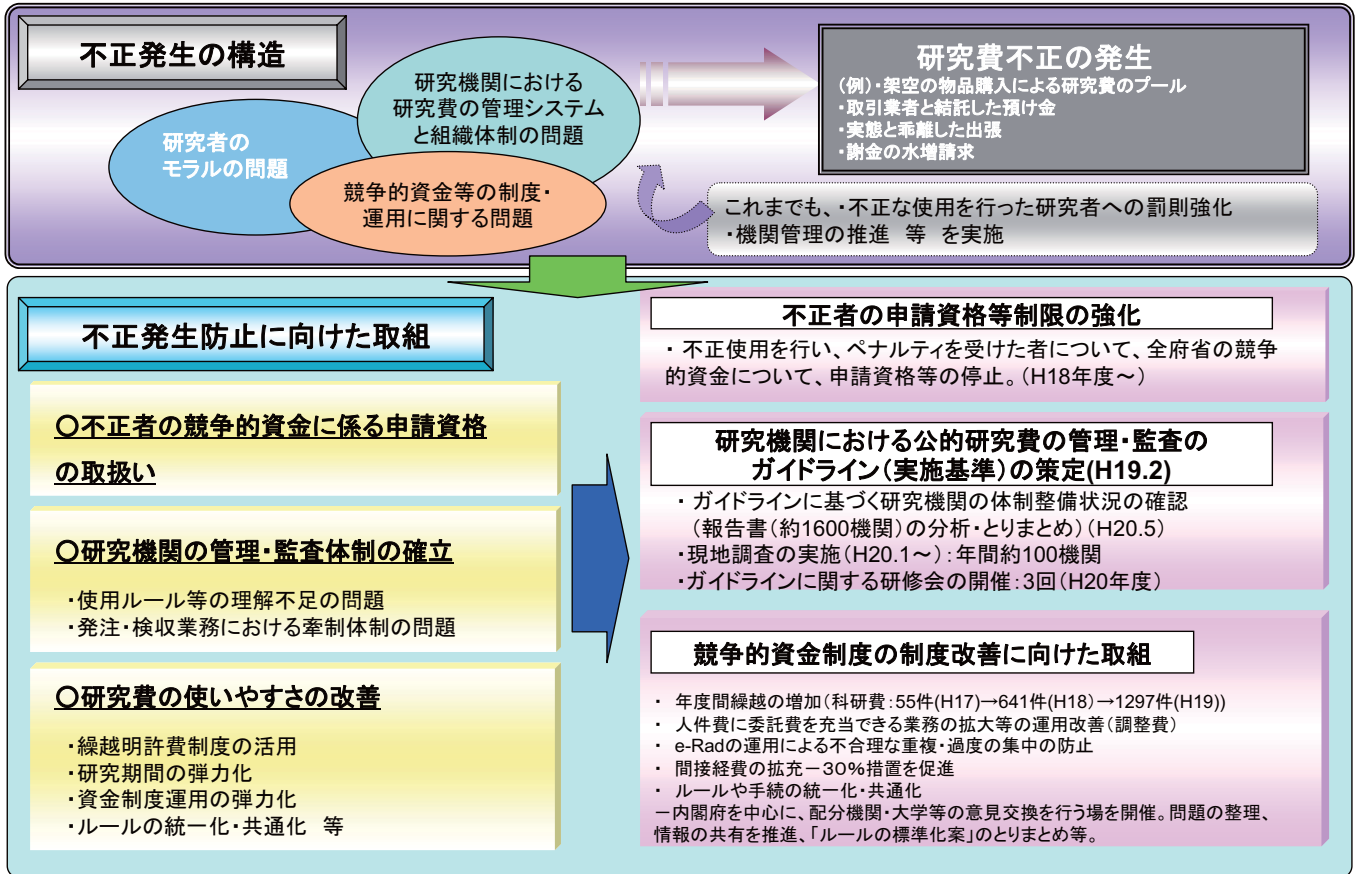 不正発生の構造
研究者の
モラルの問題
研究機関における
研究費の管理システム
と組織体制の問題
競争的資金等の制度・
運用に関する問題
研究費不正の発生
(例)・架空の物品購入による研究費のプール
・取引業者と結託した預け金
・実態と乖離した出張
・謝金の水増請求
これまでも、・不正な使用を行った研究者への罰則強化
・機関管理の推進 等 を実施
不正発生防止に向けた取組
〇不正者の競争的資金に係る申請資格
の取扱い
〇研究機関の管理・監査体制の確立
・使用ルール等の理解不足の問題
・発注・検収業務における牽制体制の問題
〇研究費の使いやすさの改善
・繰越明許費制度の活用
・研究期間の弾力化
・資金制度運用の弾力化
・ルールの統一化・共通化 等
不正者の申請資格等制限の強化
・ 不正使用を行い、ペナルティを受けた者について、全府省の競争
的資金について、申請資格等の停止。(H18年度～)
研究機関における公的研究費の管理・監査の
ガイドライン(実施基準)の策定(H19.2)
・ ガイドラインに基づく研究機関の体制整備状況の確認
(報告書(約1600機関)の分析・とりまとめ)(H20.5)
・現地調査の実施(H20.1～):年間約100機関
・ガイドラインに関する研修会の開催:3回(H20年度)
競争的資金制度の制度改善に向けた取組
・ 年度間繰越の増加(科研費:55件(H17)→641件(H18)→1297件(H19))
・ 人件費に委託費を充当できる業務の拡大等の運用改善(調整費)
・ e-Radの運用による不合理な重複・過度の集中の防止
・ 間接経費の拡充－30%措置を促進
・ ルールや手続の統一化・共通化
－内閣府を中心に、配分機関・大学等の意見交換を行う場を開催。問題の整理、
情報の共有を推進、「ルールの標準化案」のとりまとめ等。